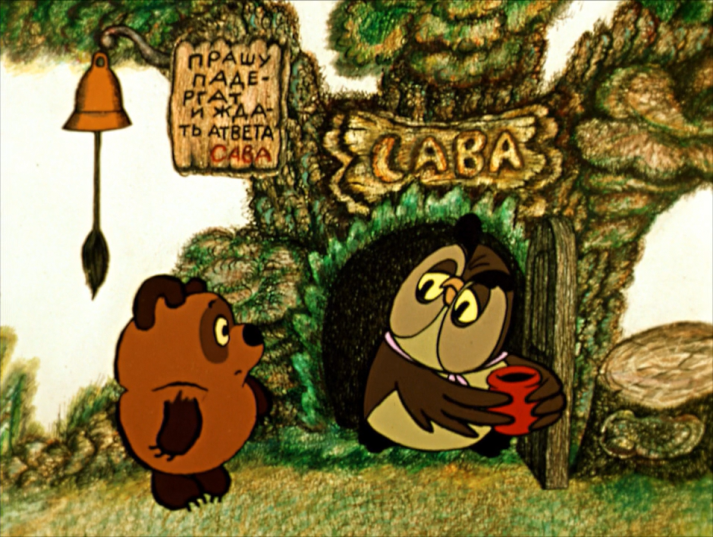 ПРАШУ
ПАДЕ-
РГАТ
И ЖДА-
ТЬ АТВЕТА
САВА
САВА